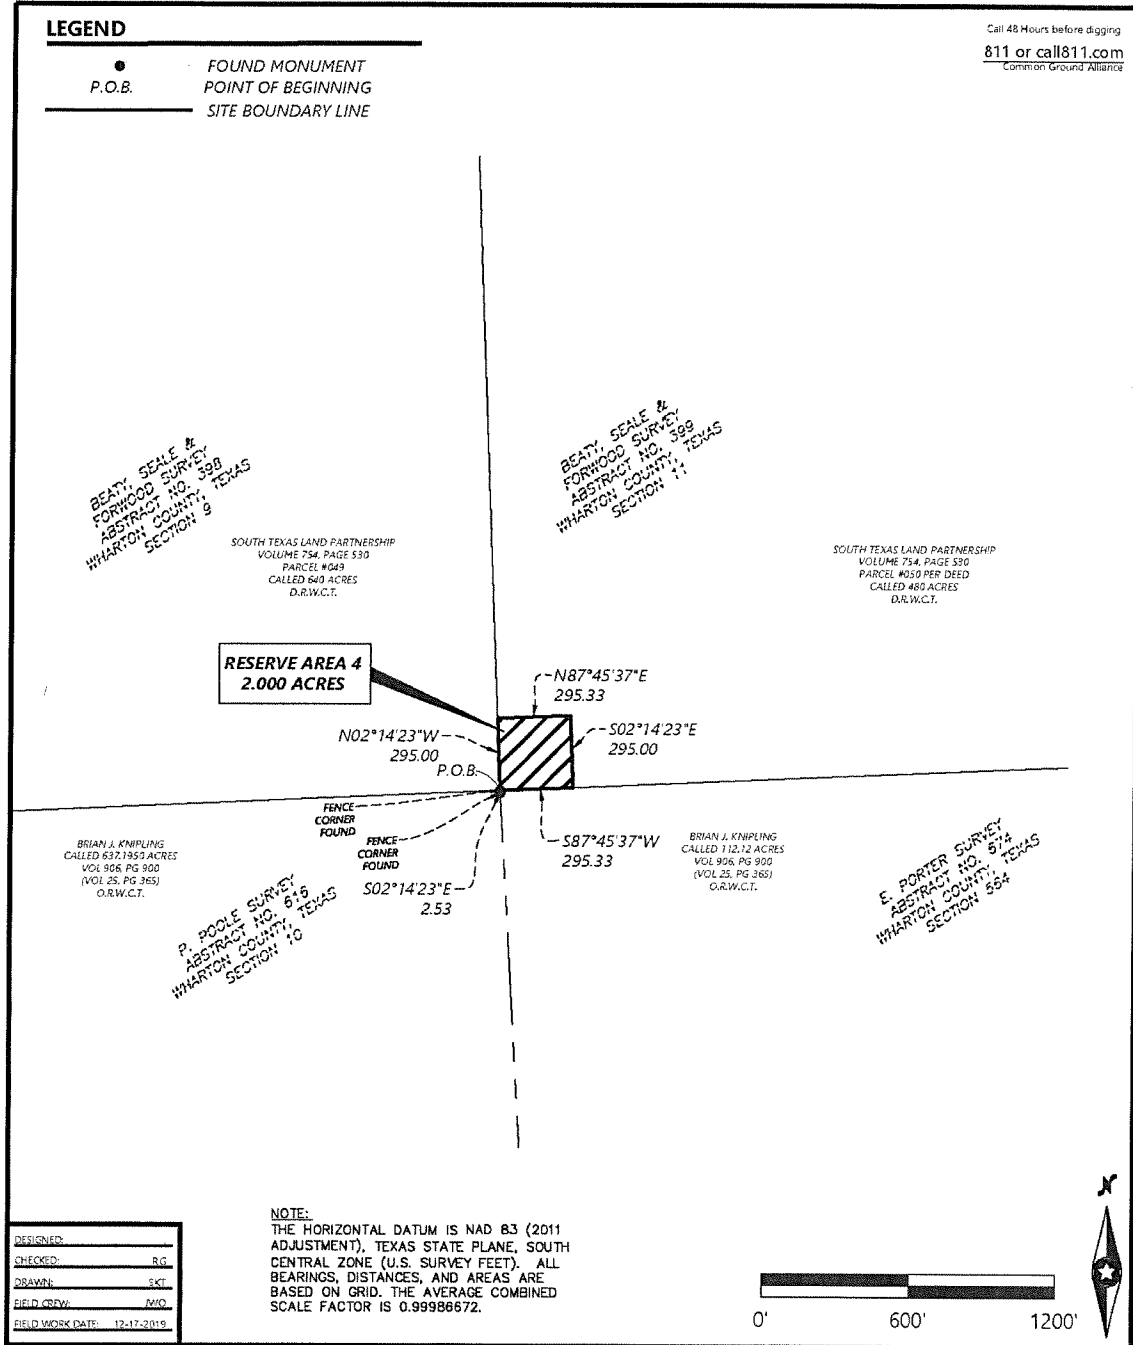 LEGEND
FOUND MONUMENT
P.O.B. POINT OF BEGINNING
SITE BOUNDARY LINE
Call 48 Hours before digging
811 or call811.com
Common Ground Alliance
BEATY, SEALE &
FORWOOD SURVEY
ABSTRACT NO. 398
WHARTON COUNTY, TEXAS
SECTION 9
BEATY, SEALE &
FORWOOD SURVEY
ABSTRACT NO. 399
WHARTON COUNTY, TEXAS
SECTION 11
SOUTH TEXAS LAND PARTNERSHIP
VOLUME 754, PAGE 530
PARCEL #049
CALLED 640 ACRES
D.R.W.C.T.
SOUTH TEXAS LAND PARTNERSHIP
VOLUME 754, PAGE 530
PARCEL #050 PER DEED
CALLED 480 ACRES
D.R.W.C.T.
RESERVE AREA 4
2.000 ACRES
N87°45'37"E
295.33
N02°14'23"W
295.00
S02°14'23"E
295.00
P.O.B.
FENCE
CORNER
FOUND
FENCE
CORNER
FOUND
S87°45'37"W
295.33
S02°14'23"E
2.53
BRIAN J. KNIPLING
CALLED 637.1950 ACRES
VOL 906, PG 900
(VOL 25, PG 365)
O.R.W.C.T.
BRIAN J. KNIPLING
CALLED 112.12 ACRES
VOL 906, PG 900
(VOL 25, PG 365)
O.R.W.C.T.
P. POOLE SURVEY
ABSTRACT NO. 616
WHARTON COUNTY, TEXAS
SECTION 10
E. PORTER SURVEY
ABSTRACT NO. 674
WHARTON COUNTY, TEXAS
SECTION 564
NOTE:
THE HORIZONTAL DATUM IS NAD 83 (2011
ADJUSTMENT), TEXAS STATE PLANE, SOUTH
CENTRAL ZONE (U.S. SURVEY FEET). ALL
BEARINGS, DISTANCES, AND AREAS ARE
BASED ON GRID. THE AVERAGE COMBINED
SCALE FACTOR IS 0.99986672.
DESIGNED:
CHECKED: RG
DRAWN: SKT
FIELD CREW:
FIELD WORK DATE: 12-17-2019
N
0' 600' 1200'